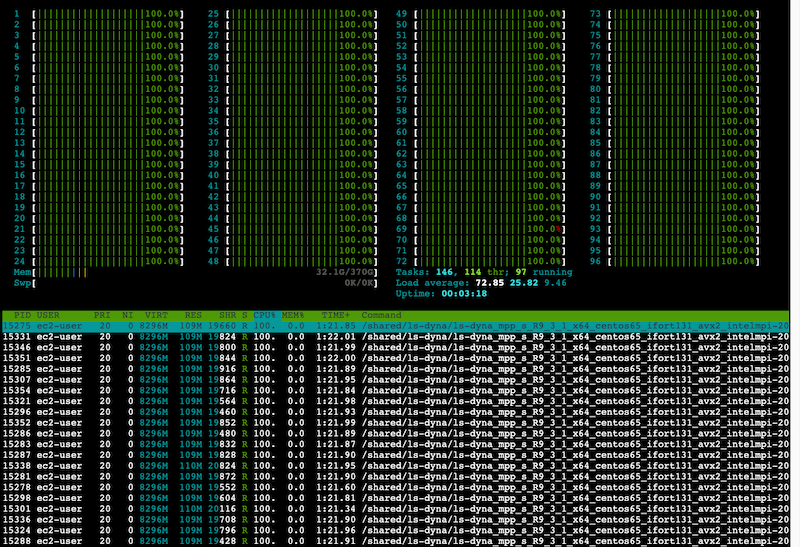 1 [100.0%] 25 [100.0%] 49 [100.0%] 73 [100.0%]
2 [100.0%] 26 [100.0%] 50 [100.0%] 74 [100.0%]
3 [100.0%] 27 [100.0%] 51 [100.0%] 75 [100.0%]
4 [100.0%] 28 [100.0%] 52 [100.0%] 76 [100.0%]
5 [100.0%] 29 [100.0%] 53 [100.0%] 77 [100.0%]
6 [100.0%] 30 [100.0%] 54 [100.0%] 78 [100.0%]
7 [100.0%] 31 [100.0%] 55 [100.0%] 79 [100.0%]
8 [100.0%] 32 [100.0%] 56 [100.0%] 80 [100.0%]
9 [100.0%] 33 [100.0%] 57 [100.0%] 81 [100.0%]
10 [100.0%] 34 [100.0%] 58 [100.0%] 82 [100.0%]
11 [100.0%] 35 [100.0%] 59 [100.0%] 83 [100.0%]
12 [100.0%] 36 [100.0%] 60 [100.0%] 84 [100.0%]
13 [100.0%] 37 [100.0%] 61 [100.0%] 85 [100.0%]
14 [100.0%] 38 [100.0%] 62 [100.0%] 86 [100.0%]
15 [100.0%] 39 [100.0%] 63 [100.0%] 87 [100.0%]
16 [100.0%] 40 [100.0%] 64 [100.0%] 88 [100.0%]
17 [100.0%] 41 [100.0%] 65 [100.0%] 89 [100.0%]
18 [100.0%] 42 [100.0%] 66 [100.0%] 90 [100.0%]
19 [100.0%] 43 [100.0%] 67 [100.0%] 91 [100.0%]
20 [100.0%] 44 [100.0%] 68 [100.0%] 92 [100.0%]
21 [100.0%] 45 [100.0%] 69 [100.0%] 93 [100.0%]
22 [100.0%] 46 [100.0%] 70 [100.0%] 94 [100.0%]
23 [100.0%] 47 [100.0%] 71 [100.0%] 95 [100.0%]
24 [100.0%] 48 [100.0%] 72 [100.0%] 96 [100.0%]
Mem[32.1G/370G] Tasks: 146, 114 thr; 97 running
Swp[0K/0K] Load average: 72.85 25.82 9.46
Uptime: 00:03:18
PID USER PRI NI VIRT RES SHR S CPU% MEM% TIME+ Command
15275 ec2-user 20 0 8296M 109M 19660 R 100. 0.0 1:21.85 /shared/ls-dyna/ls-dyna_mpp_s_R9_3_1_x64_centos65_ifort131_avx2_intelmpi-20
15331 ec2-user 20 0 8296M 109M 19824 R 100. 0.0 1:22.01 /shared/ls-dyna/ls-dyna_mpp_s_R9_3_1_x64_centos65_ifort131_avx2_intelmpi-20
15346 ec2-user 20 0 8296M 109M 19800 R 100. 0.0 1:21.99 /shared/ls-dyna/ls-dyna_mpp_s_R9_3_1_x64_centos65_ifort131_avx2_intelmpi-20
15351 ec2-user 20 0 8296M 109M 19844 R 100. 0.0 1:22.00 /shared/ls-dyna/ls-dyna_mpp_s_R9_3_1_x64_centos65_ifort131_avx2_intelmpi-20
15285 ec2-user 20 0 8296M 109M 19916 R 100. 0.0 1:21.89 /shared/ls-dyna/ls-dyna_mpp_s_R9_3_1_x64_centos65_ifort131_avx2_intelmpi-20
15307 ec2-user 20 0 8296M 109M 19864 R 100. 0.0 1:21.95 /shared/ls-dyna/ls-dyna_mpp_s_R9_3_1_x64_centos65_ifort131_avx2_intelmpi-20
15354 ec2-user 20 0 8296M 109M 19716 R 100. 0.0 1:21.84 /shared/ls-dyna/ls-dyna_mpp_s_R9_3_1_x64_centos65_ifort131_avx2_intelmpi-20
15321 ec2-user 20 0 8296M 109M 19564 R 100. 0.0 1:21.98 /shared/ls-dyna/ls-dyna_mpp_s_R9_3_1_x64_centos65_ifort131_avx2_intelmpi-20
15296 ec2-user 20 0 8296M 109M 19460 R 100. 0.0 1:21.93 /shared/ls-dyna/ls-dyna_mpp_s_R9_3_1_x64_centos65_ifort131_avx2_intelmpi-20
15352 ec2-user 20 0 8296M 109M 19852 R 100. 0.0 1:21.99 /shared/ls-dyna/ls-dyna_mpp_s_R9_3_1_x64_centos65_ifort131_avx2_intelmpi-20
15286 ec2-user 20 0 8296M 109M 19480 R 100. 0.0 1:21.89 /shared/ls-dyna/ls-dyna_mpp_s_R9_3_1_x64_centos65_ifort131_avx2_intelmpi-20
15283 ec2-user 20 0 8296M 109M 19832 R 100. 0.0 1:21.87 /shared/ls-dyna/ls-dyna_mpp_s_R9_3_1_x64_centos65_ifort131_avx2_intelmpi-20
15287 ec2-user 20 0 8296M 109M 19828 R 100. 0.0 1:21.90 /shared/ls-dyna/ls-dyna_mpp_s_R9_3_1_x64_centos65_ifort131_avx2_intelmpi-20
15338 ec2-user 20 0 8296M 110M 20824 R 100. 0.0 1:21.95 /shared/ls-dyna/ls-dyna_mpp_s_R9_3_1_x64_centos65_ifort131_avx2_intelmpi-20
15281 ec2-user 20 0 8296M 109M 19872 R 100. 0.0 1:21.90 /shared/ls-dyna/ls-dyna_mpp_s_R9_3_1_x64_centos65_ifort131_avx2_intelmpi-20
15278 ec2-user 20 0 8296M 109M 19552 R 100. 0.0 1:21.60 /shared/ls-dyna/ls-dyna_mpp_s_R9_3_1_x64_centos65_ifort131_avx2_intelmpi-20
15298 ec2-user 20 0 8296M 109M 19604 R 100. 0.0 1:21.81 /shared/ls-dyna/ls-dyna_mpp_s_R9_3_1_x64_centos65_ifort131_avx2_intelmpi-20
15301 ec2-user 20 0 8296M 110M 20116 R 100. 0.0 1:21.34 /shared/ls-dyna/ls-dyna_mpp_s_R9_3_1_x64_centos65_ifort131_avx2_intelmpi-20
15336 ec2-user 20 0 8296M 109M 19708 R 100. 0.0 1:21.90 /shared/ls-dyna/ls-dyna_mpp_s_R9_3_1_x64_centos65_ifort131_avx2_intelmpi-20
15324 ec2-user 20 0 8296M 109M 19796 R 100. 0.0 1:21.96 /shared/ls-dyna/ls-dyna_mpp_s_R9_3_1_x64_centos65_ifort131_avx2_intelmpi-20
15288 ec2-user 20 0 8296M 109M 19428 R 100. 0.0 1:21.91 /shared/ls-dyna/ls-dyna_mpp_s_R9_3_1_x64_centos65_ifort131_avx2_intelmpi-20